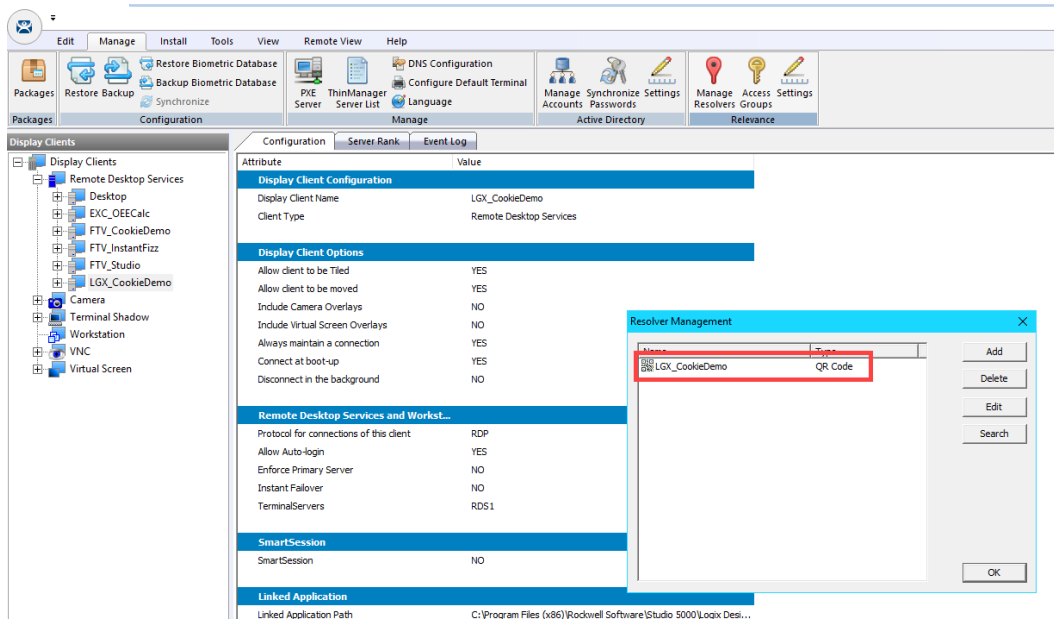 Edit Manage Install Tools View Remote View Help
Packages
Restore Backup
Restore Biometric Database
Backup Biometric Database
Synchronize
PXE Server
ThinManager Server List
DNS Configuration
Configure Default Terminal
Language
Manage Accounts
Synchronize Passwords
Settings
Manage Resolvers
Access Groups
Settings
Packages Configuration Manage Active Directory Relevance
Display Clients
Display Clients
Remote Desktop Services
Desktop
EXC_OEECalc
FTV_CookieDemo
FTV_InstantFizz
FTV_Studio
LGX_CookieDemo
Camera
Terminal Shadow
Workstation
VNC
Virtual Screen
Configuration Server Rank Event Log
Attribute Value
Display Client Configuration
Display Client Name LGX_CookieDemo
Client Type Remote Desktop Services
Display Client Options
Allow client to be Tiled YES
Allow client to be moved YES
Include Camera Overlays NO
Include Virtual Screen Overlays NO
Always maintain a connection YES
Connect at boot-up YES
Disconnect in the background NO
Remote Desktop Services and Workst...
Protocol for connections of this client RDP
Allow Auto-login YES
Enforce Primary Server NO
Instant Failover NO
TerminalServers RDS1
SmartSession
SmartSession NO
Linked Application
Linked Application Path C:\Program Files (x86)\Rockwell Software\Studio 5000\Logix Desi...
Resolver Management
Name Type
LGX_CookieDemo QR Code
Add
Delete
Edit
Search
OK